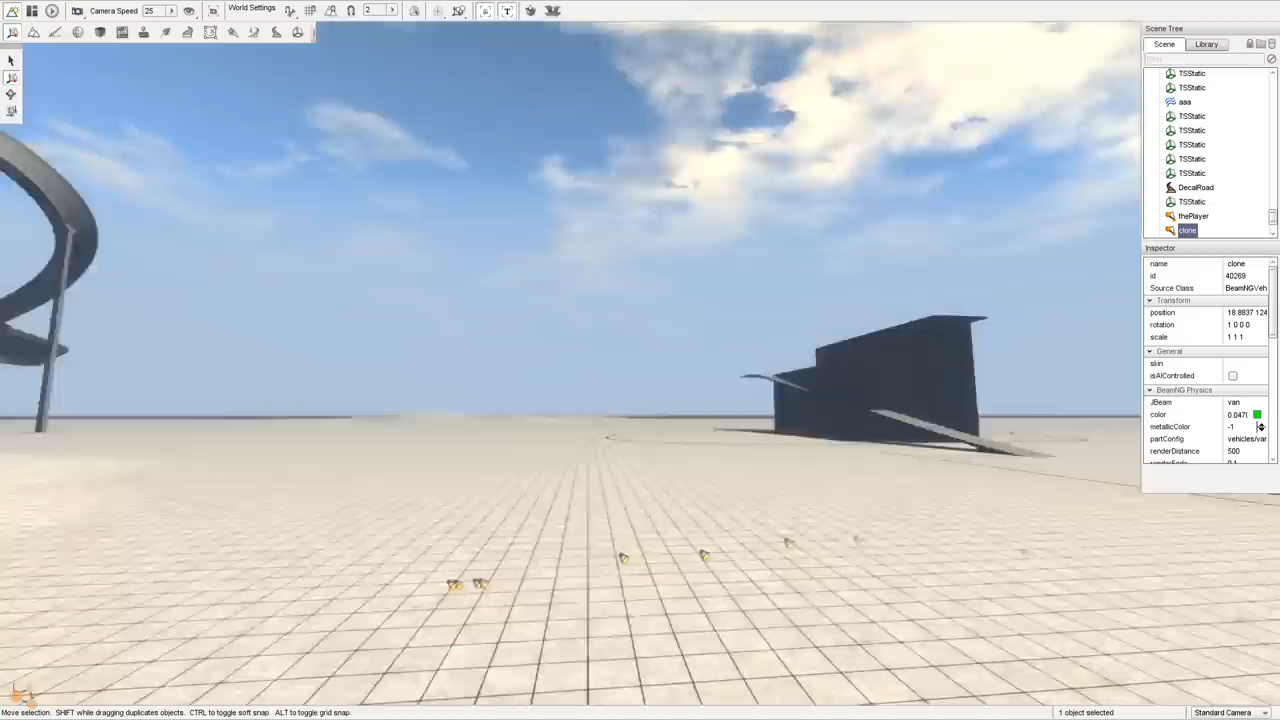 Camera Speed 25
World Settings
2
Scene Tree
Scene Library
Filter...
TSStatic
TSStatic
aaa
TSStatic
TSStatic
TSStatic
TSStatic
TSStatic
DecalRoad
TSStatic
thePlayer
clone
Inspector
name clone
id 40269
Source Class BeamNGVeh
Transform
position 18.8837 124
rotation 1 0 0 0
scale 1 1 1
General
skin
isAIControlled
BeamNG Physics
JBeam van
color 0.047(
metallicColor -1
partConfig vehicles/var
renderDistance 500
Move selection. SHIFT while dragging duplicates objects. CTRL to toggle soft snap. ALT to toggle grid snap.
1 object selected
Standard Camera